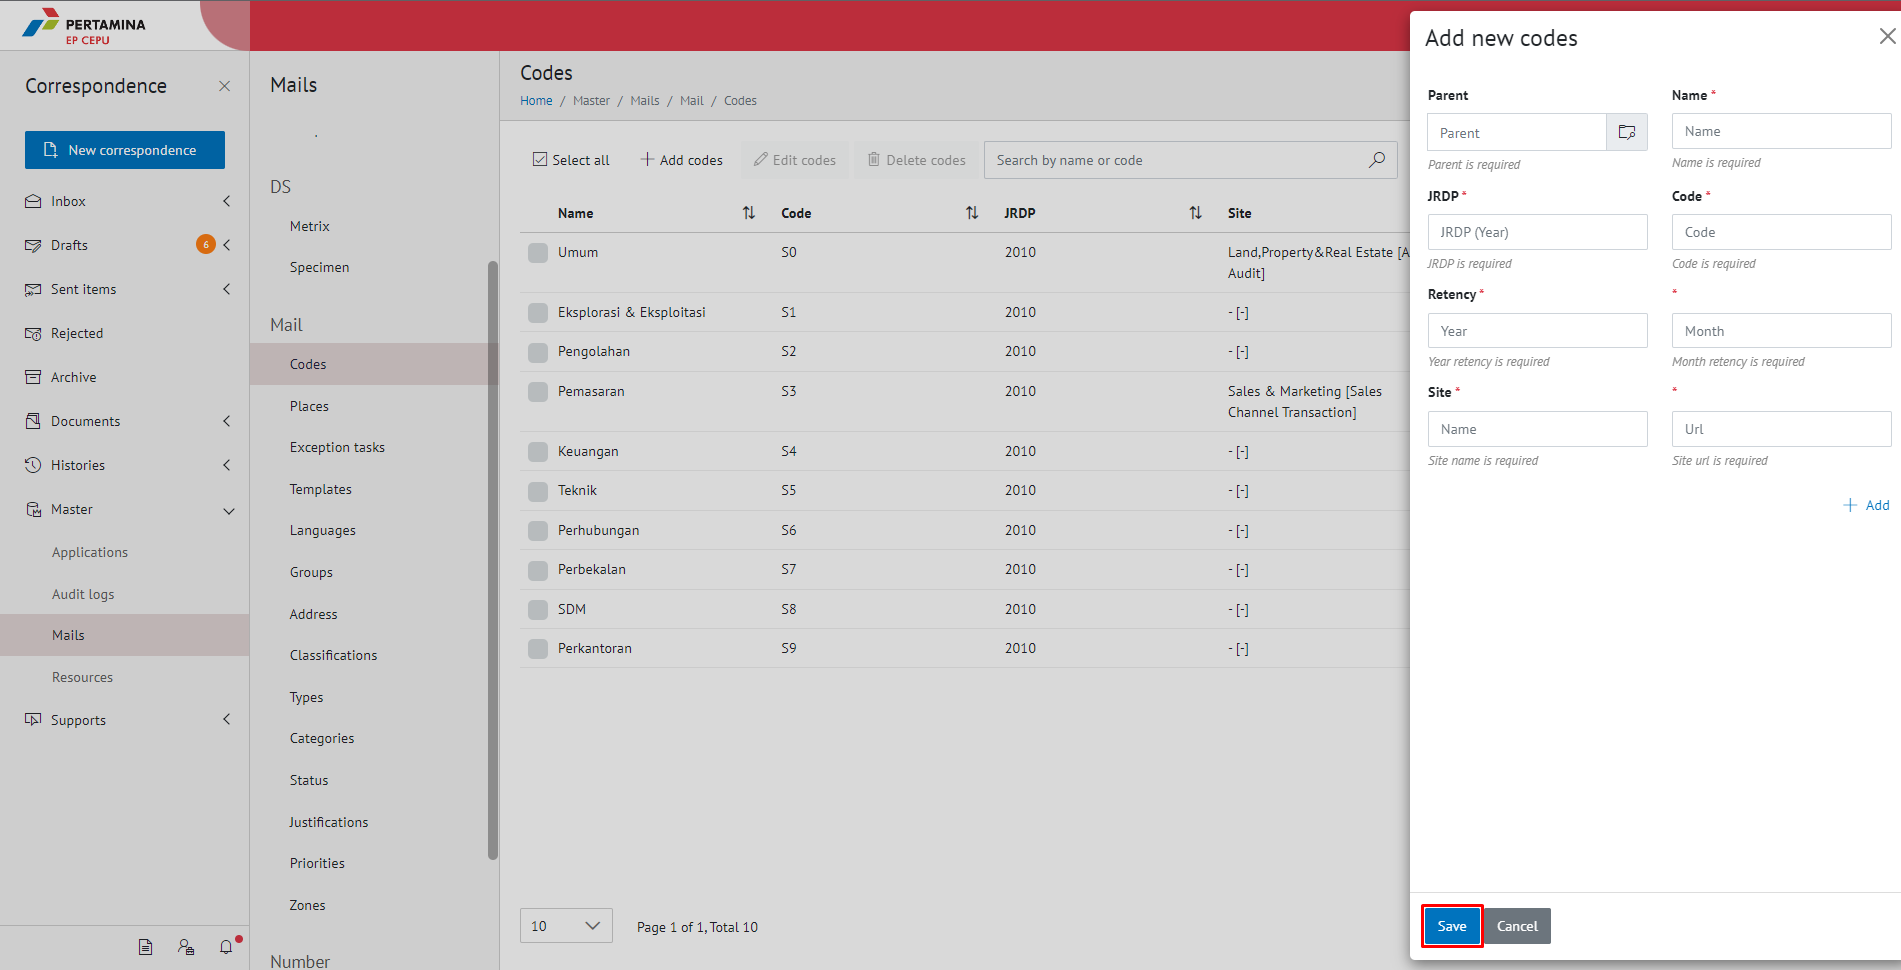 PERTAMINA
EP CEPU
Correspondence
New correspondence
Inbox
Drafts
6
Sent items
Rejected
Archive
Documents
Histories
Master
Applications
Audit logs
Mails
Resources
Supports
Mails
DS
Metrix
Specimen
Mail
Codes
Places
Exception tasks
Templates
Languages
Groups
Address
Classifications
Types
Categories
Status
Justifications
Priorities
Zones
Number
Codes
Home / Master / Mails / Mail / Codes
Select all Add codes Edit codes Delete codes Search by name or code
Name Code JRDP Site
Umum S0 2010 Land,Property&Real Estate [A
Audit]
Eksplorasi & Eksploitasi S1 2010 - [-]
Pengolahan S2 2010 - [-]
Pemasaran S3 2010 Sales & Marketing [Sales
Channel Transaction]
Keuangan S4 2010 - [-]
Teknik S5 2010 - [-]
Perhubungan S6 2010 - [-]
Perbekalan S7 2010 - [-]
SDM S8 2010 - [-]
Perkantoran S9 2010 - [-]
10 Page 1 of 1, Total 10
Add new codes
Parent Name *
Parent Name
Parent is required Name is required
JRDP * Code *
JRDP (Year) Code
JRDP is required Code is required
Retency * *
Year Month
Year retency is required Month retency is required
Site * *
Name Url
Site name is required Site url is required
Add
Save Cancel